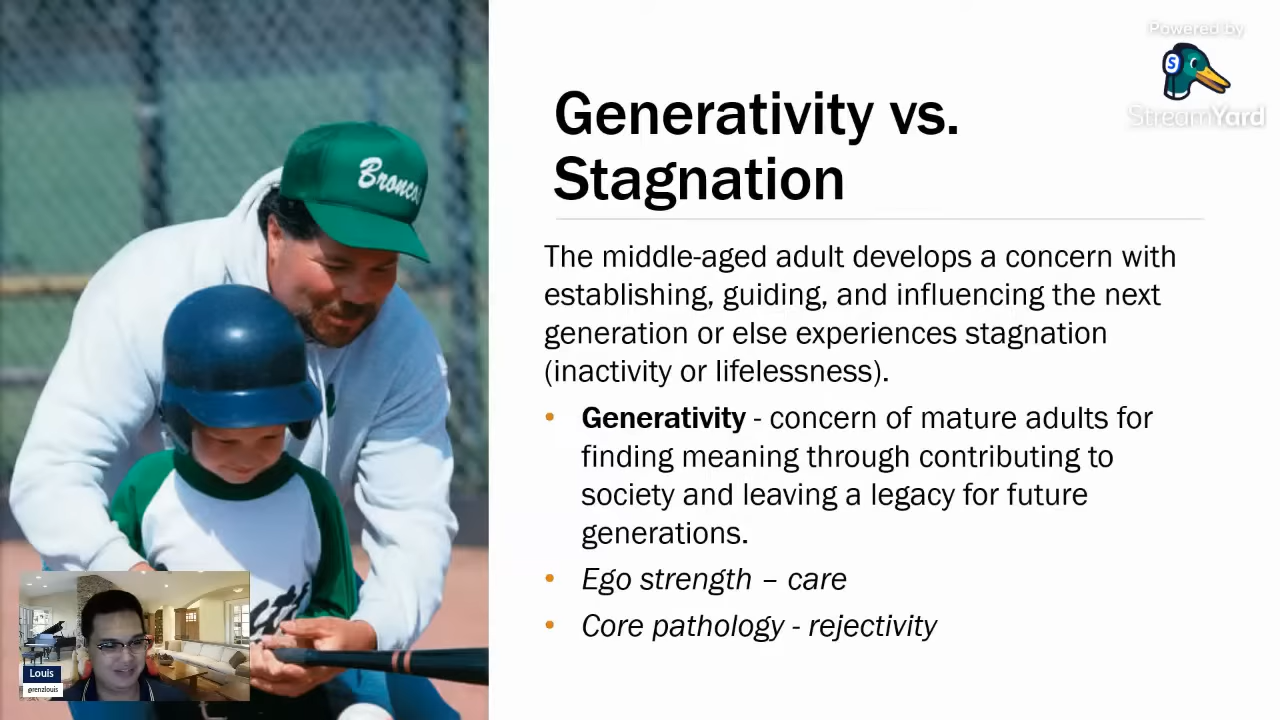 Powered by
S
StreamYard
Generativity vs.
Stagnation
The middle-aged adult develops a concern with
establishing, guiding, and influencing the next
generation or else experiences stagnation
(inactivity or lifelessness).
• Generativity - concern of mature adults for
finding meaning through contributing to
society and leaving a legacy for future
generations.
• Ego strength – care
• Core pathology - rejectivity
Broncos
Louis
@renzlouis